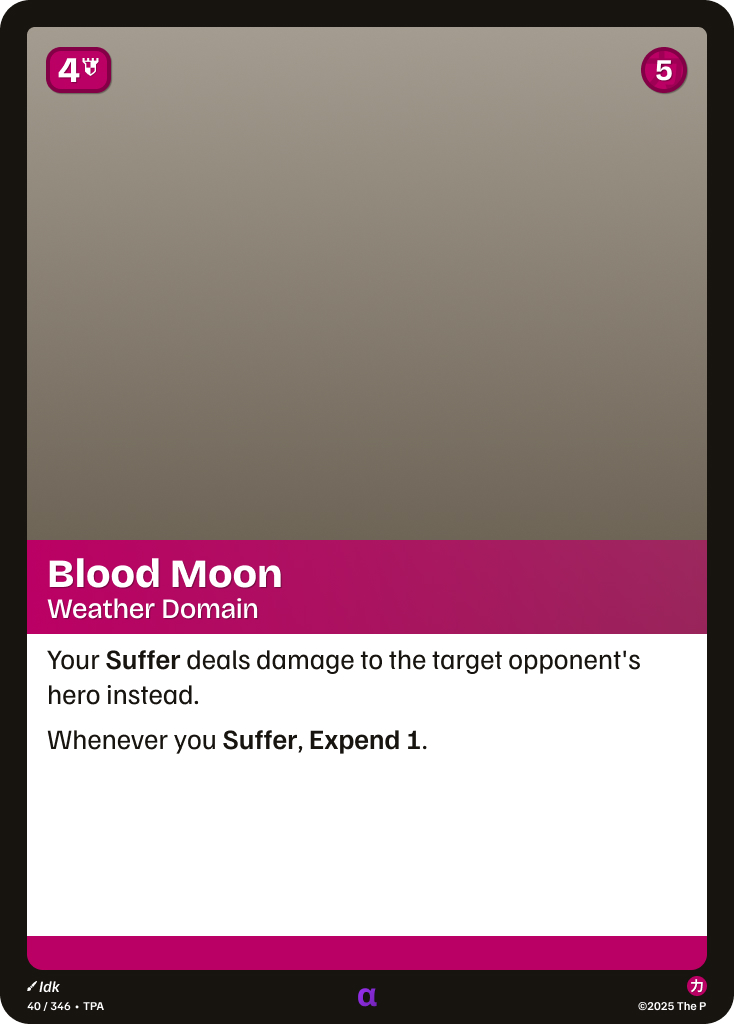 4
5
Blood Moon
Weather Domain
Your Suffer deals damage to the target opponent's
hero instead.
Whenever you Suffer, Expend 1.
Idk
40 / 346 • TPA
α
力
©2025 The P